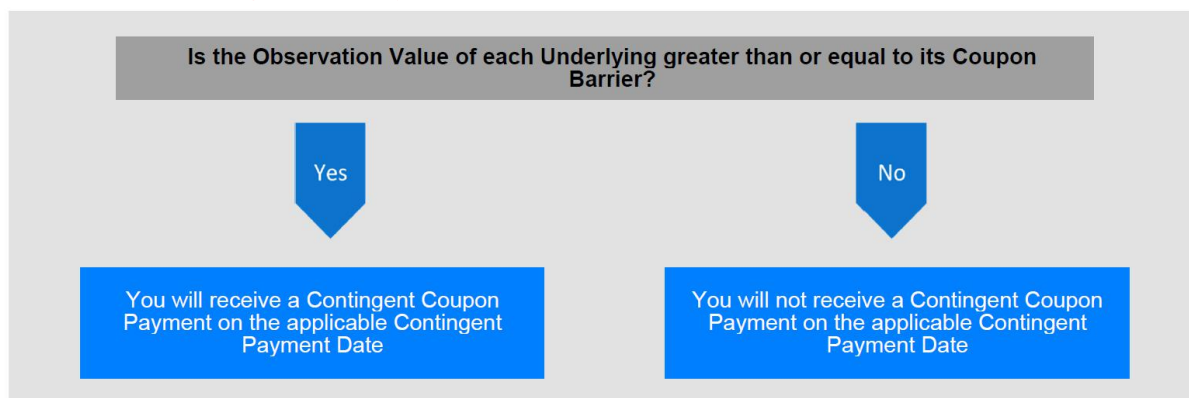 Is the Observation Value of each Underlying greater than or equal to its Coupon
Barrier?
Yes
No
You will receive a Contingent Coupon
Payment on the applicable Contingent
Payment Date
You will not receive a Contingent Coupon
Payment on the applicable Contingent
Payment Date